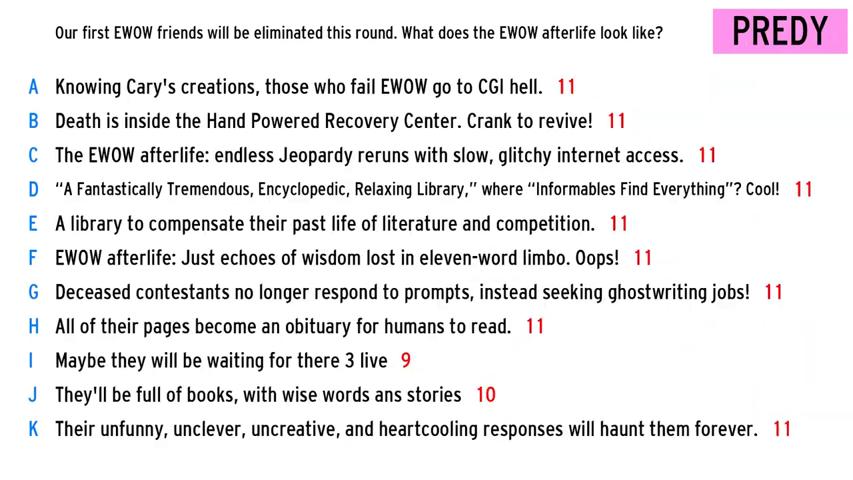 Our first EWOW friends will be eliminated this round. What does the EWOW afterlife look like?
PREDY
A Knowing Cary's creations, those who fail EWOW go to CGI hell. 11
B Death is inside the Hand Powered Recovery Center. Crank to revive! 11
C The EWOW afterlife: endless Jeopardy reruns with slow, glitchy internet access. 11
D “A Fantastically Tremendous, Encyclopedic, Relaxing Library,” where “Informables Find Everything”? Cool! 11
E A library to compensate their past life of literature and competition. 11
F EWOW afterlife: Just echoes of wisdom lost in eleven-word limbo. Oops! 11
G Deceased contestants no longer respond to prompts, instead seeking ghostwriting jobs! 11
H All of their pages become an obituary for humans to read. 11
I Maybe they will be waiting for there 3 live 9
J They'll be full of books, with wise words ans stories 10
K Their unfunny, unclever, uncreative, and heartcooling responses will haunt them forever. 11